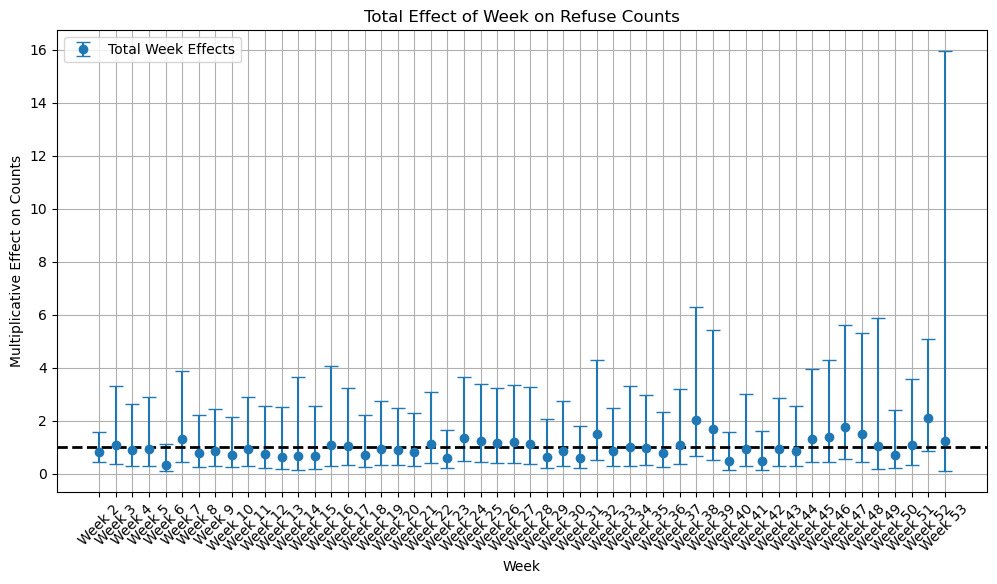 Total Effect of Week on Refuse Counts
Total Week Effects
Multiplicative Effect on Counts
16
14
12
10
8
6
4
2
0
Week 2
Week 3
Week 4
Week 5
Week 6
Week 7
Week 8
Week 9
Week 10
Week 11
Week 12
Week 13
Week 14
Week 15
Week 16
Week 17
Week 18
Week 19
Week 20
Week 21
Week 22
Week 23
Week 24
Week 25
Week 26
Week 27
Week 28
Week 29
Week 30
Week 31
Week 32
Week 33
Week 34
Week 35
Week 36
Week 37
Week 38
Week 39
Week 40
Week 41
Week 42
Week 43
Week 44
Week 45
Week 46
Week 47
Week 48
Week 49
Week 50
Week 51
Week 52
Week 53
Week